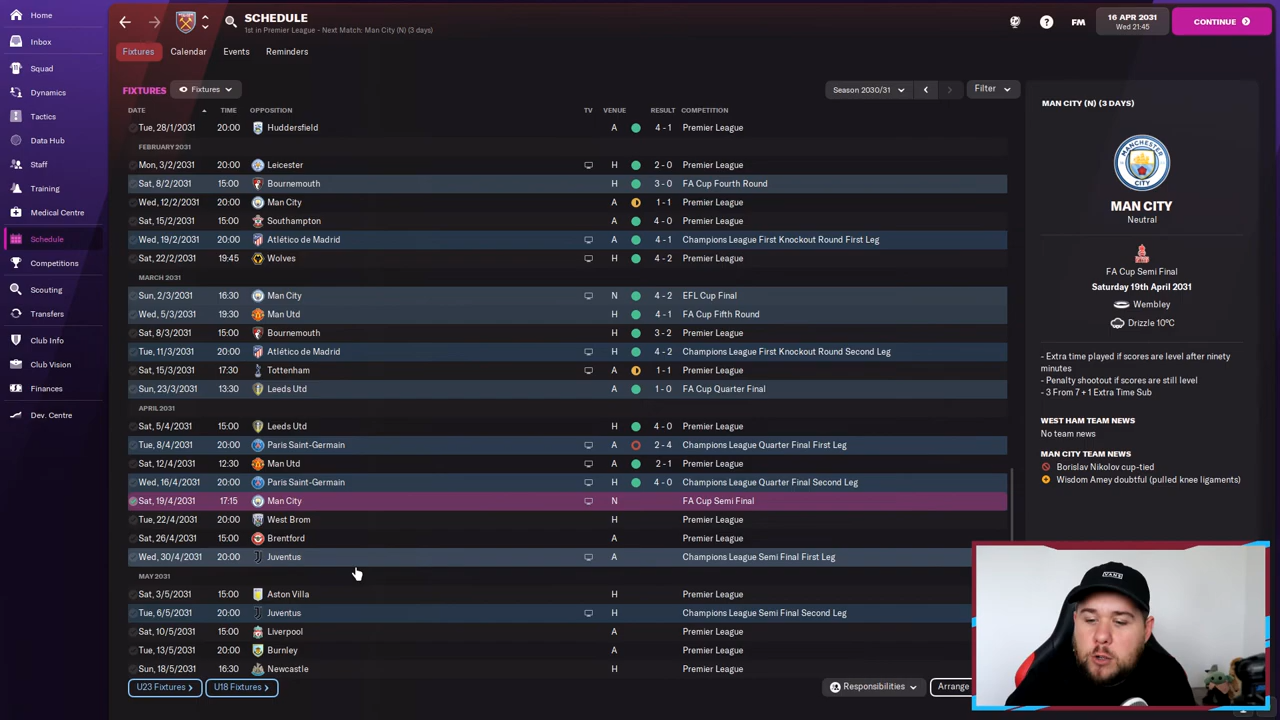 Home
Inbox
Squad
Dynamics
Tactics
Data Hub
Staff
Training
Medical Centre
Schedule
Competitions
Scouting
Transfers
Club Info
Club Vision
Finances
Dev. Centre
SCHEDULE
1st in Premier League - Next Match: Man City (N) (3 days)
FM
16 APR 2031
Wed 21:45
CONTINUE
Fixtures Calendar Events Reminders
FIXTURES Fixtures Season 2030/31 Filter
DATE TIME OPPOSITION TV VENUE RESULT COMPETITION
Tue, 28/1/2031 20:00 Huddersfield A 4 - 1 Premier League
FEBRUARY 2031
Mon, 3/2/2031 20:00 Leicester H 2 - 0 Premier League
Sat, 8/2/2031 15:00 Bournemouth H 3 - 0 FA Cup Fourth Round
Wed, 12/2/2031 20:00 Man City A 1 - 1 Premier League
Sat, 15/2/2031 15:00 Southampton A 4 - 0 Premier League
Wed, 19/2/2031 20:00 Atlético de Madrid A 4 - 1 Champions League First Knockout Round First Leg
Sat, 22/2/2031 19:45 Wolves H 4 - 2 Premier League
MARCH 2031
Sun, 2/3/2031 16:30 Man City N 4 - 2 EFL Cup Final
Wed, 5/3/2031 19:30 Man Utd H 4 - 1 FA Cup Fifth Round
Sat, 8/3/2031 15:00 Bournemouth A 3 - 2 Premier League
Tue, 11/3/2031 20:00 Atlético de Madrid H 4 - 2 Champions League First Knockout Round Second Leg
Sat, 15/3/2031 17:30 Tottenham A 1 - 1 Premier League
Sun, 23/3/2031 13:30 Leeds Utd A 1 - 0 FA Cup Quarter Final
APRIL 2031
Sat, 5/4/2031 15:00 Leeds Utd H 4 - 0 Premier League
Tue, 8/4/2031 20:00 Paris Saint-Germain A 2 - 4 Champions League Quarter Final First Leg
Sat, 12/4/2031 12:30 Man Utd A 2 - 1 Premier League
Wed, 16/4/2031 20:00 Paris Saint-Germain H 4 - 0 Champions League Quarter Final Second Leg
Sat, 19/4/2031 17:15 Man City N FA Cup Semi Final
Tue, 22/4/2031 20:00 West Brom H Premier League
Sat, 26/4/2031 15:00 Brentford A Premier League
Wed, 30/4/2031 20:00 Juventus A Champions League Semi Final First Leg
MAY 2031
Sat, 3/5/2031 15:00 Aston Villa H Premier League
Tue, 6/5/2031 20:00 Juventus H Champions League Semi Final Second Leg
Sat, 10/5/2031 15:00 Liverpool A Premier League
Tue, 13/5/2031 20:00 Burnley A Premier League
Sun, 18/5/2031 16:30 Newcastle H Premier League
U23 Fixtures U18 Fixtures Responsibilities Arrange
MAN CITY (N) (3 DAYS)
MANCHESTER
CITY
MAN CITY
Neutral
FA Cup Semi Final
Saturday 19th April 2031
Wembley
Drizzle 10ºC
- Extra time played if scores are level after ninety
minutes
- Penalty shootout if scores are still level
- 3 From 7 + 1 Extra Time Sub
WEST HAM TEAM NEWS
No team news
MAN CITY TEAM NEWS
Borislav Nikolov cup-tied
Wisdom Amey doubtful (pulled knee ligaments)
VANS